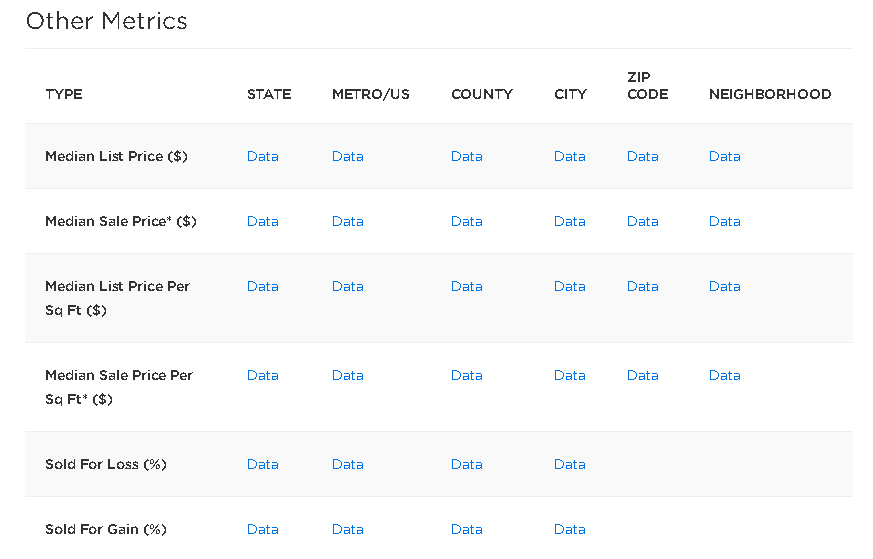 Other Metrics
TYPE STATE METRO/US COUNTY CITY ZIP CODE NEIGHBORHOOD
Median List Price ($) Data Data Data Data Data Data
Median Sale Price* ($) Data Data Data Data Data Data
Median List Price Per Data Data Data Data Data Data
Sq Ft ($)
Median Sale Price Per Data Data Data Data Data Data
Sq Ft* ($)
Sold For Loss (%) Data Data Data Data
Sold For Gain (%) Data Data Data Data